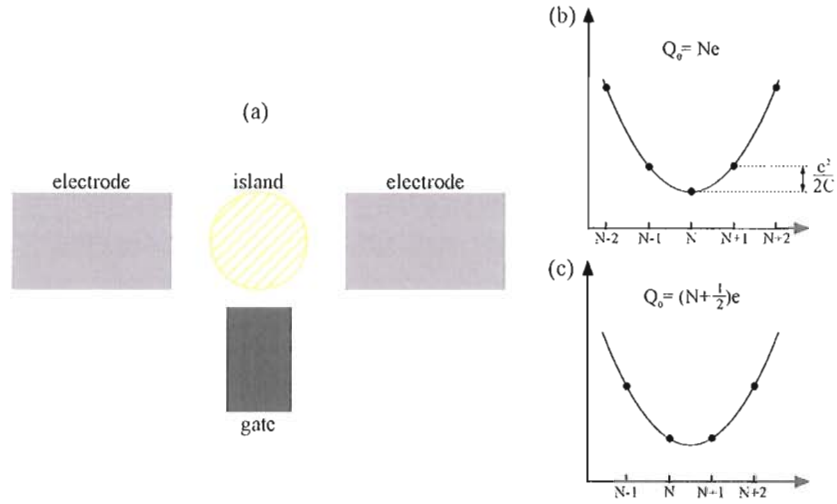 (a)
electrode island electrode
gate
(b)
Q₀= Ne
e²
2C
N-2 N-1 N N+1 N+2
(c)
Q₀= (N+½)e
N-1 N N+1 N+2